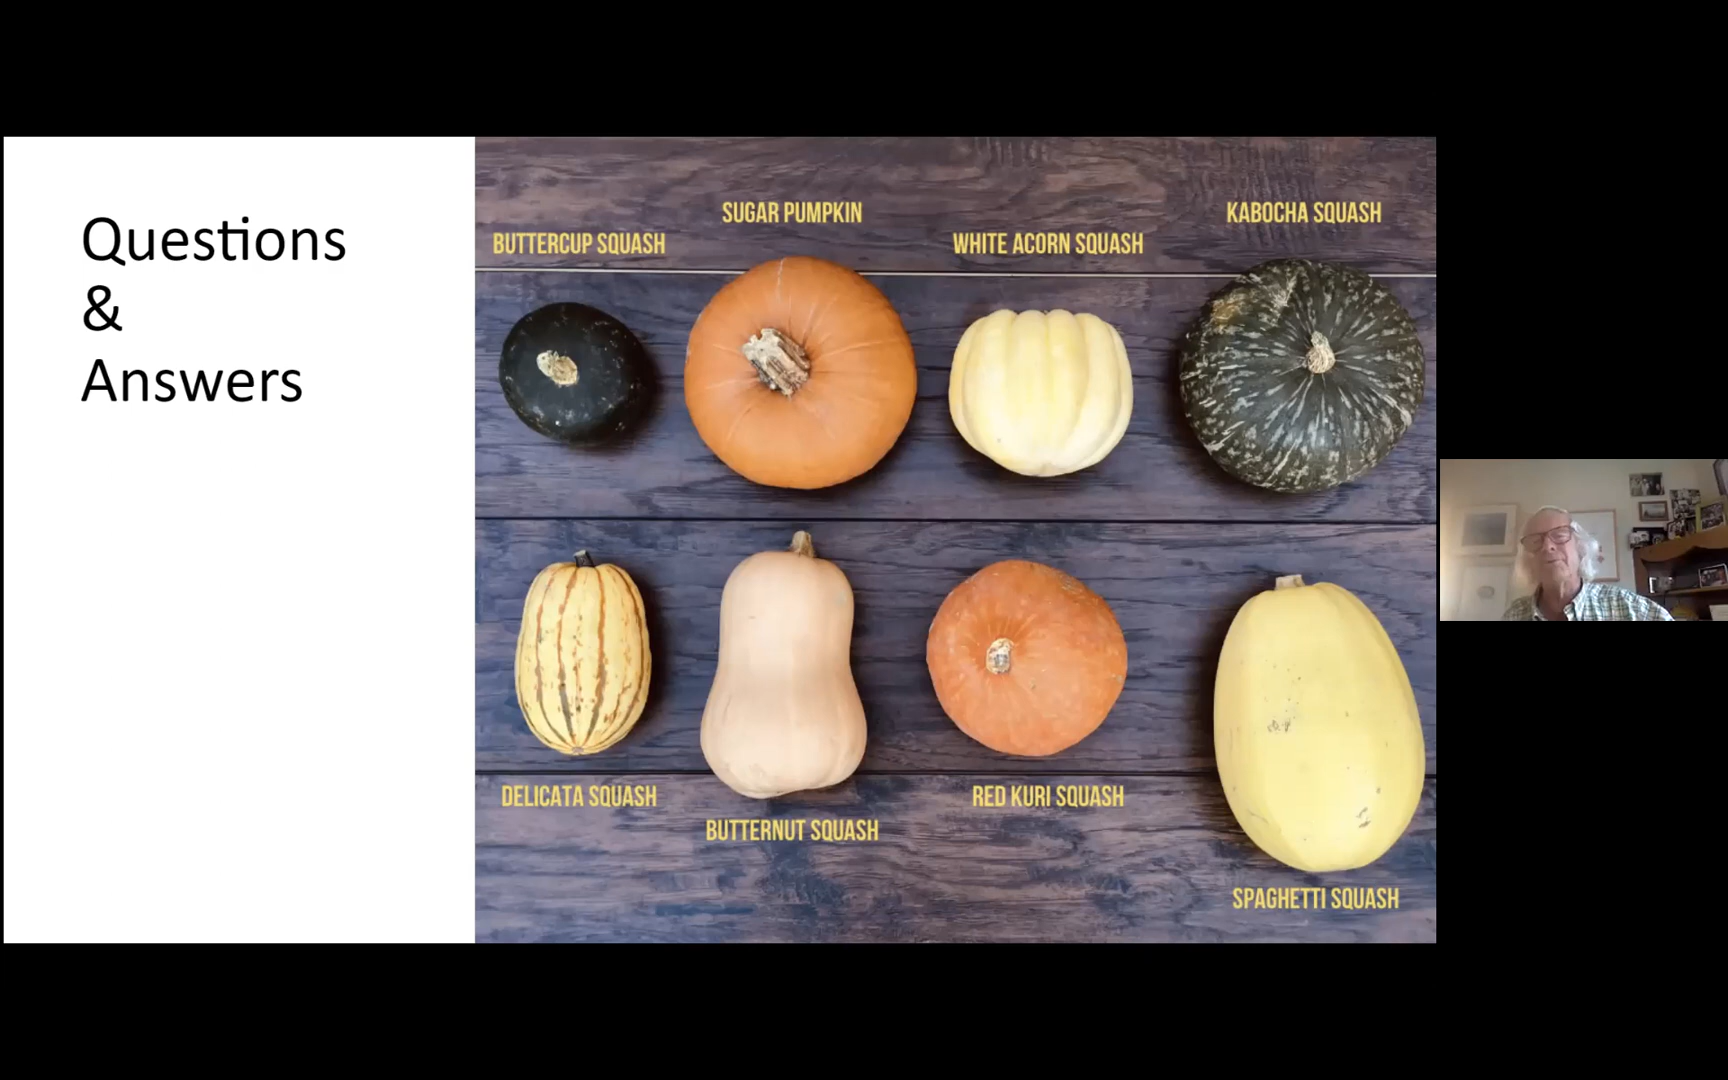 Questions
&
Answers
SUGAR PUMPKIN
KABOCHA SQUASH
BUTTERCUP SQUASH
WHITE ACORN SQUASH
DELICATA SQUASH
RED KURI SQUASH
BUTTERNUT SQUASH
SPAGHETTI SQUASH